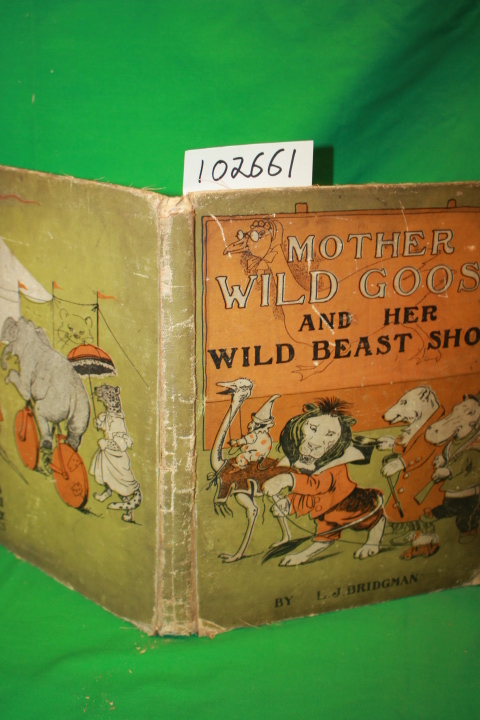 102661
MOTHER
WILD GOOS
AND HER
WILD BEAST SHO
BY L.J. BRIDGMAN